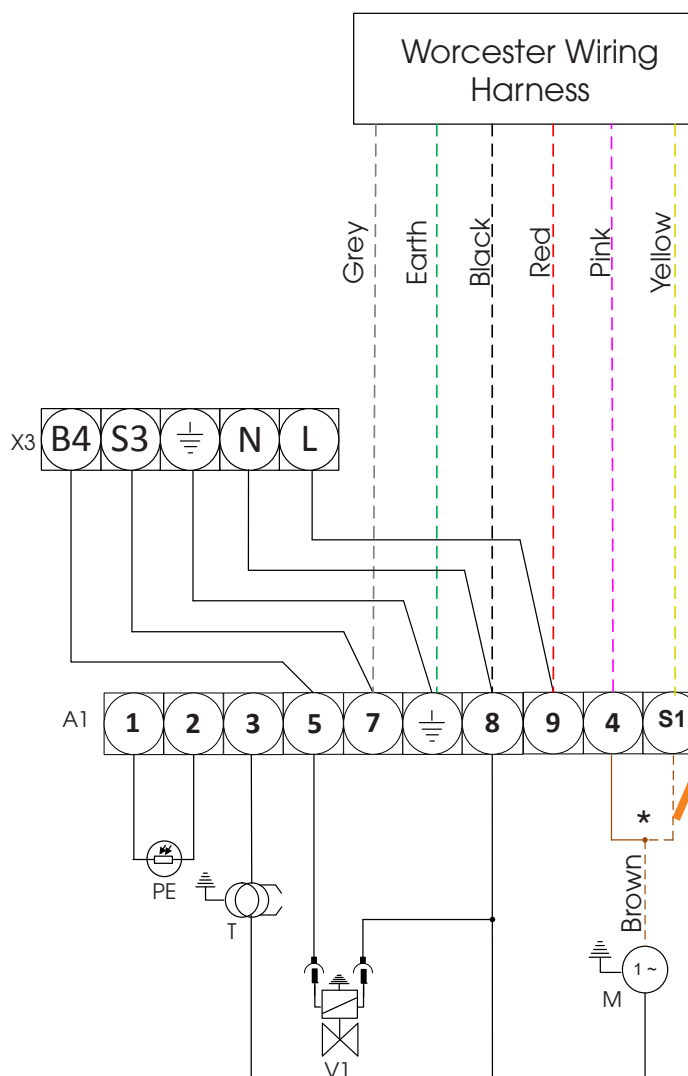 Worcester Wiring
Harness
Grey
Earth
Black
Red
Pink
Yellow
X3
B4
S3
N
L
A1
1
2
3
5
7
8
9
4
S1
*
PE
T
Brown
1 ~
M
V1